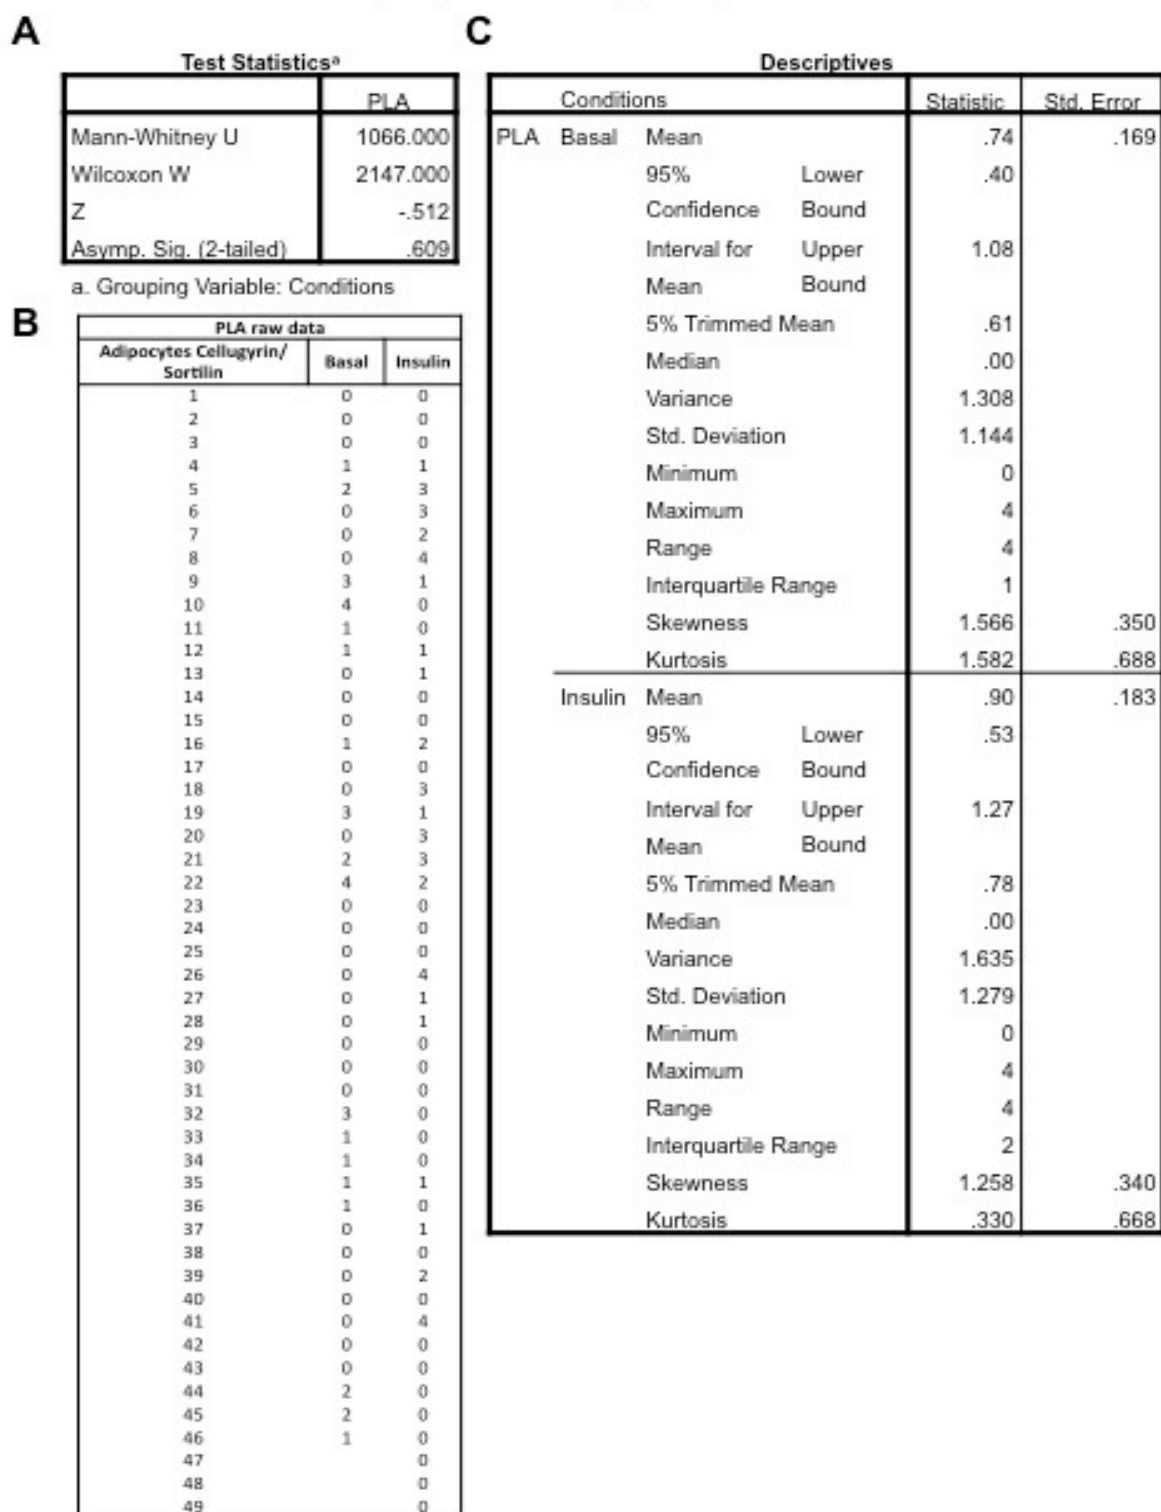 A
Test Statisticsᵃ
PLA
Mann-Whitney U 1066.000
Wilcoxon W 2147.000
Z -.512
Asymp. Sig. (2-tailed) .609
a. Grouping Variable: Conditions
B
PLA raw data
Adipocytes Cellugyrin/ Basal Insulin
Sortilin
1 0 0
2 0 0
3 0 0
4 1 1
5 2 3
6 0 3
7 0 2
8 0 4
9 3 1
10 4 0
11 1 0
12 1 1
13 0 1
14 0 0
15 0 0
16 1 2
17 0 0
18 0 3
19 3 1
20 0 3
21 2 3
22 4 2
23 0 0
24 0 0
25 0 0
26 0 4
27 0 1
28 0 1
29 0 0
30 0 0
31 0 0
32 3 0
33 1 0
34 1 0
35 1 1
36 1 0
37 0 1
38 0 0
39 0 2
40 0 0
41 0 4
42 0 0
43 0 0
44 2 0
45 2 0
46 1 0
47 0
48 0
49 0
C
Descriptives
Conditions Statistic Std. Error
PLA Basal Mean .74 .169
95% Lower .40
Confidence Bound
Interval for Upper 1.08
Mean Bound
5% Trimmed Mean .61
Median .00
Variance 1.308
Std. Deviation 1.144
Minimum 0
Maximum 4
Range 4
Interquartile Range 1
Skewness 1.566 .350
Kurtosis 1.582 .688
Insulin Mean .90 .183
95% Lower .53
Confidence Bound
Interval for Upper 1.27
Mean Bound
5% Trimmed Mean .78
Median .00
Variance 1.635
Std. Deviation 1.279
Minimum 0
Maximum 4
Range 4
Interquartile Range 2
Skewness 1.258 .340
Kurtosis .330 .668